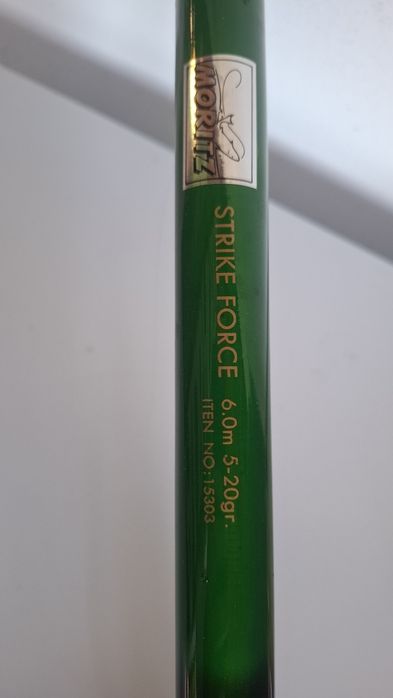 MORITZ
STRIKE FORCE 6.0m 5-20gr.
ITEN NO:15303